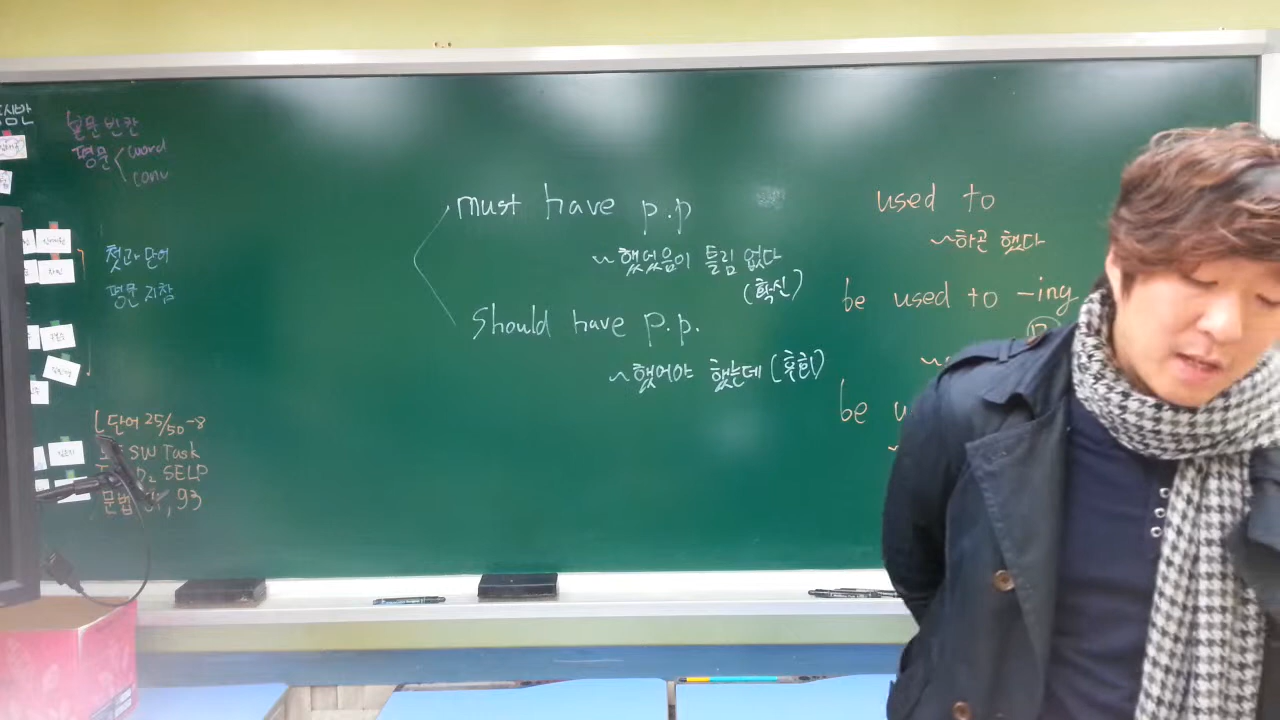 본문 빈칸
평문 word
conv
첫과 단어
평문 지참
단어 25/50 -8
SW Task
SELP
문법 93
must have p.p
~했었음이 틀림 없다
(확신)
should have p.p.
~했어야 했는데 (후회)
used to
~하곤 했다
be used to -ing
be